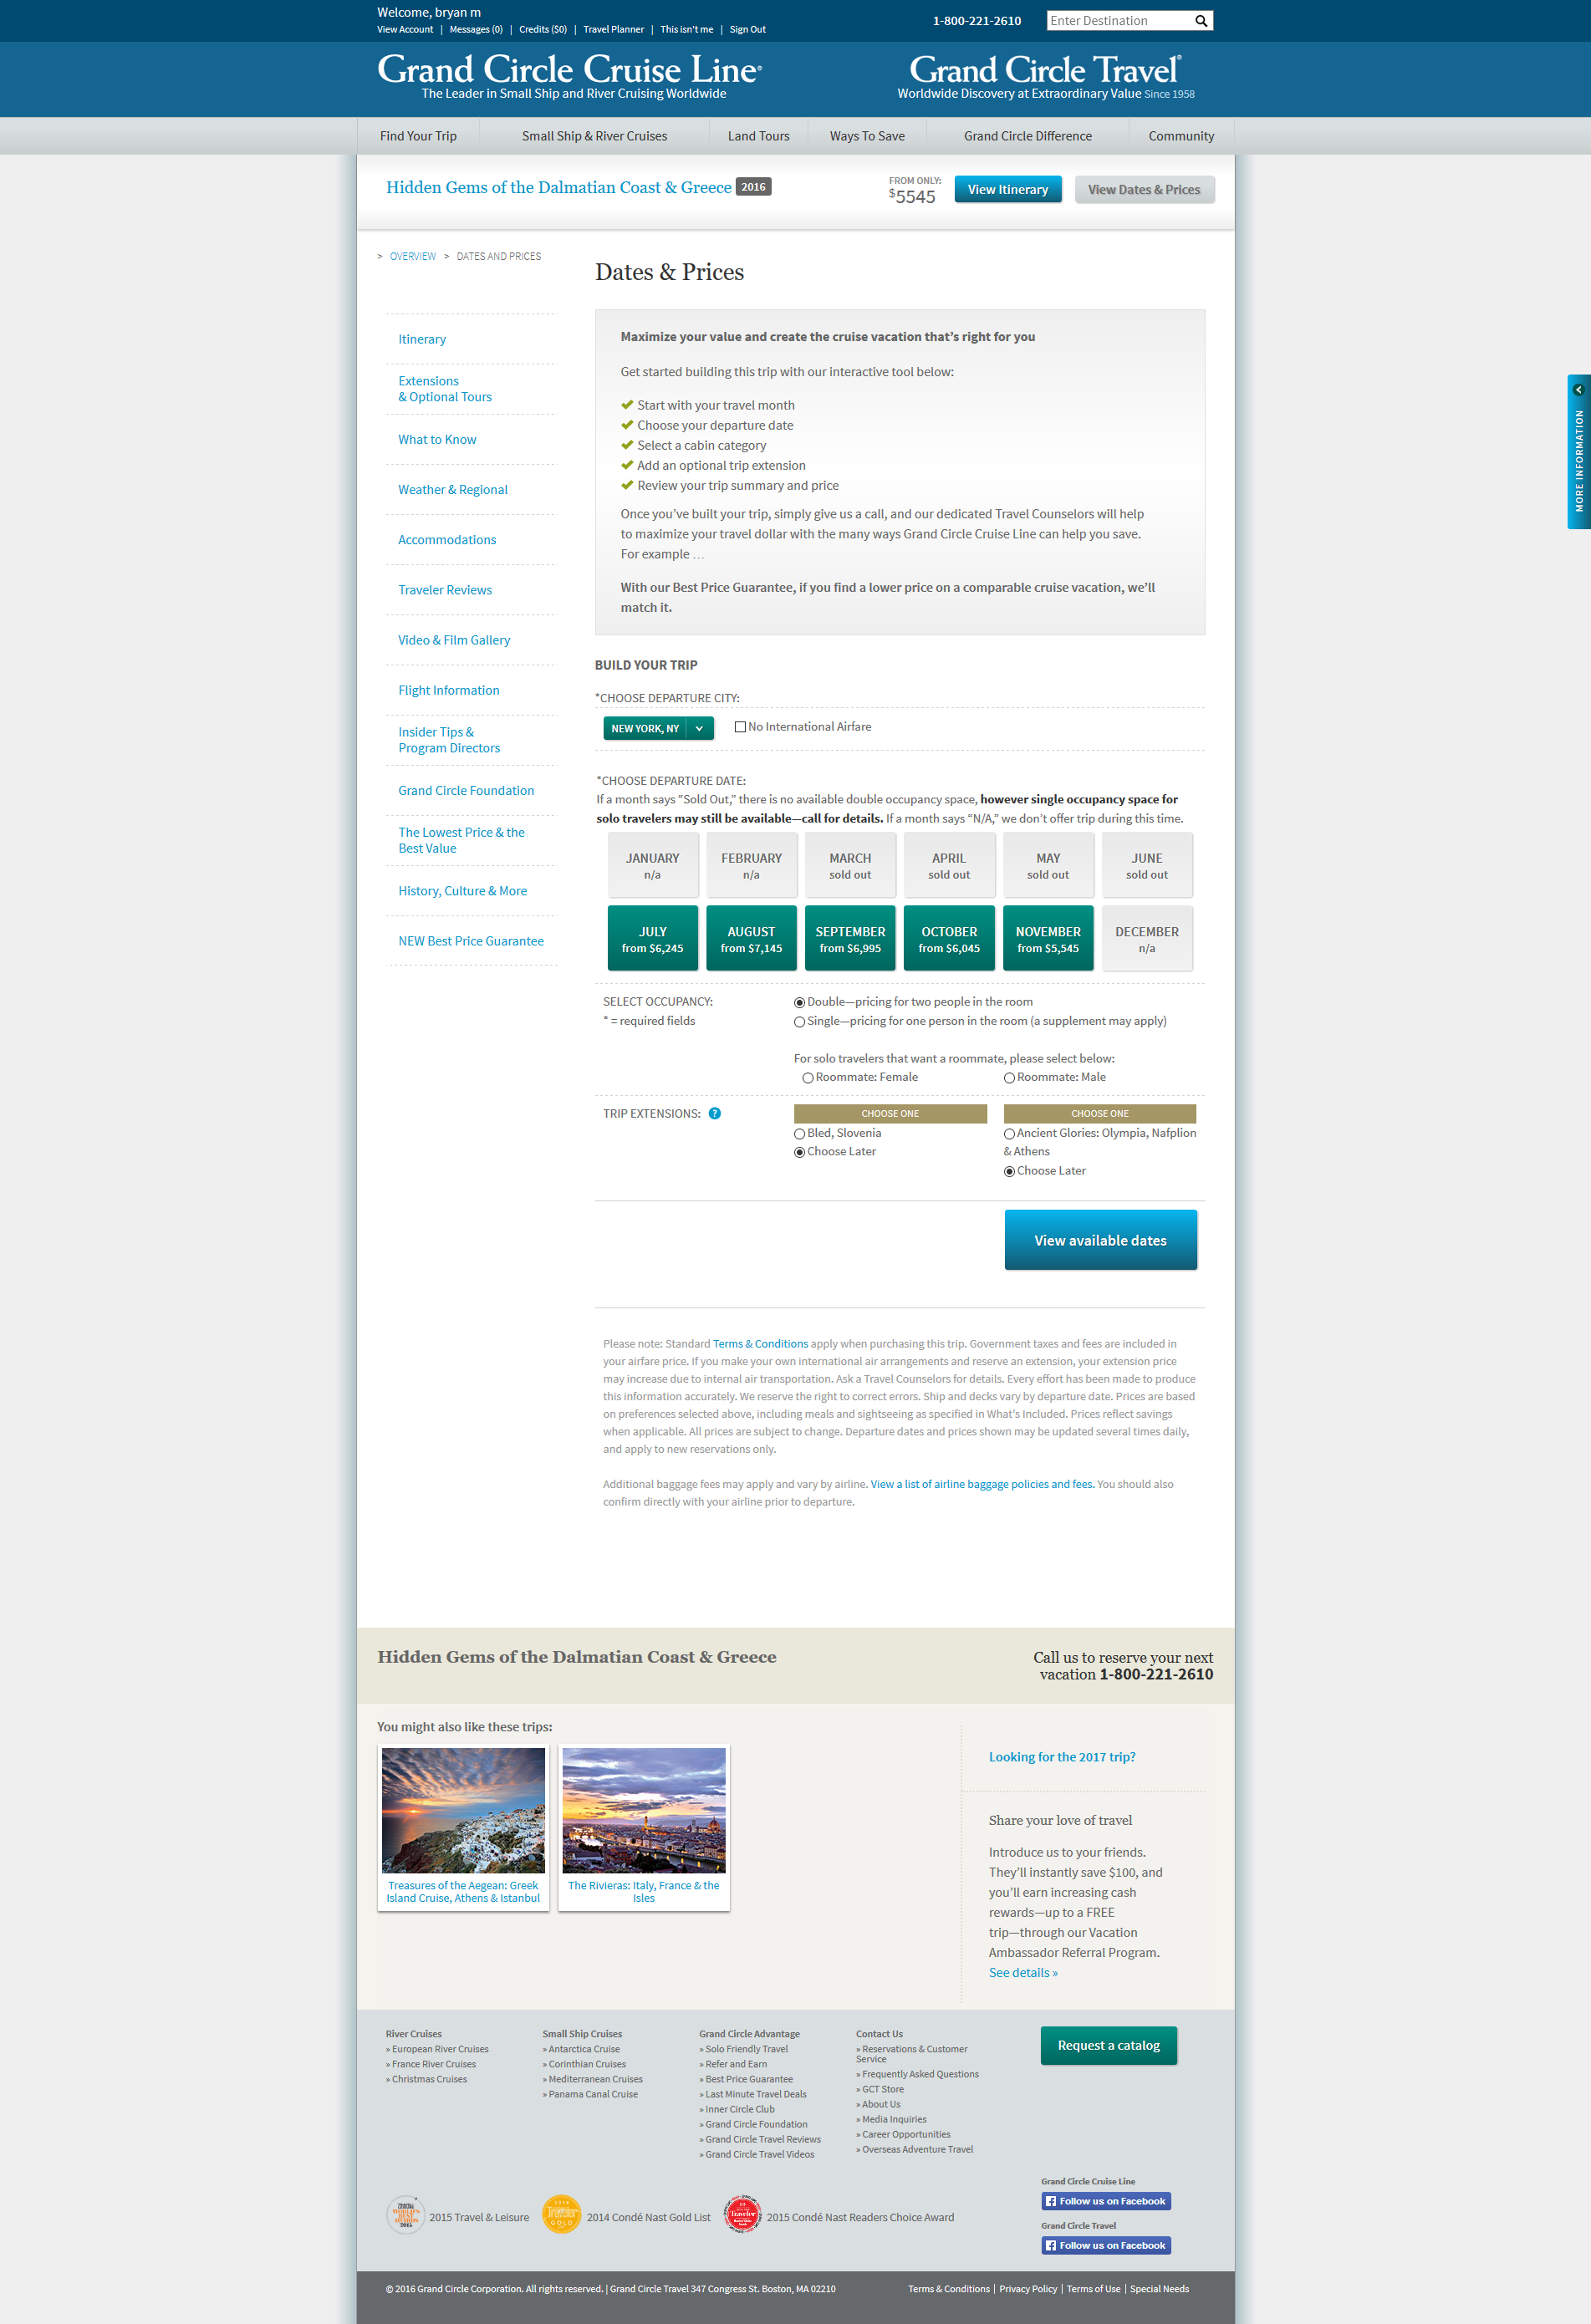 Welcome, bryan m
View Account | Messages (0) | Credits ($0) | Travel Planner | This isn't me | Sign Out
1-800-221-2610
Enter Destination
Grand Circle Cruise Line®
The Leader in Small Ship and River Cruising Worldwide
Grand Circle Travel®
Worldwide Discovery at Extraordinary Value Since 1958
Find Your Trip
Small Ship & River Cruises
Land Tours
Ways To Save
Grand Circle Difference
Community
Hidden Gems of the Dalmatian Coast & Greece 2016
FROM ONLY:
$5545
View Itinerary
View Dates & Prices
> OVERVIEW > DATES AND PRICES
Itinerary
Extensions
& Optional Tours
What to Know
Weather & Regional
Accommodations
Traveler Reviews
Video & Film Gallery
Flight Information
Insider Tips &
Program Directors
Grand Circle Foundation
The Lowest Price & the
Best Value
History, Culture & More
NEW Best Price Guarantee
Dates & Prices
Maximize your value and create the cruise vacation that’s right for you
Get started building this trip with our interactive tool below:
Start with your travel month
Choose your departure date
Select a cabin category
Add an optional trip extension
Review your trip summary and price
Once you’ve built your trip, simply give us a call, and our dedicated Travel Counselors will help
to maximize your travel dollar with the many ways Grand Circle Cruise Line can help you save.
For example …
With our Best Price Guarantee, if you find a lower price on a comparable cruise vacation, we’ll
match it.
MORE INFORMATION
BUILD YOUR TRIP
*CHOOSE DEPARTURE CITY:
NEW YORK, NY
No International Airfare
*CHOOSE DEPARTURE DATE:
If a month says "Sold Out," there is no available double occupancy space, however single occupancy space for
solo travelers may still be available—call for details. If a month says “N/A,” we don’t offer trip during this time.
JANUARY
n/a
FEBRUARY
n/a
MARCH
sold out
APRIL
sold out
MAY
sold out
JUNE
sold out
JULY
from $6,245
AUGUST
from $7,145
SEPTEMBER
from $6,995
OCTOBER
from $6,045
NOVEMBER
from $5,545
DECEMBER
n/a
SELECT OCCUPANCY:
* = required fields
Double—pricing for two people in the room
Single—pricing for one person in the room (a supplement may apply)
For solo travelers that want a roommate, please select below:
Roommate: Female
Roommate: Male
TRIP EXTENSIONS: ?
CHOOSE ONE
Bled, Slovenia
Choose Later
CHOOSE ONE
Ancient Glories: Olympia, Nafplion
& Athens
Choose Later
View available dates
Please note: Standard Terms & Conditions apply when purchasing this trip. Government taxes and fees are included in
your airfare price. If you make your own international air arrangements and reserve an extension, your extension price
may increase due to internal air transportation. Ask a Travel Counselors for details. Every effort has been made to produce
this information accurately. We reserve the right to correct errors. Ship and decks vary by departure date. Prices are based
on preferences selected above, including meals and sightseeing as specified in What's Included. Prices reflect savings
when applicable. All prices are subject to change. Departure dates and prices shown may be updated several times daily,
and apply to new reservations only.
Additional baggage fees may apply and vary by airline. View a list of airline baggage policies and fees. You should also
confirm directly with your airline prior to departure.
Hidden Gems of the Dalmatian Coast & Greece
Call us to reserve your next
vacation 1-800-221-2610
You might also like these trips:
Treasures of the Aegean: Greek
Island Cruise, Athens & Istanbul
The Rivieras: Italy, France & the
Isles
Looking for the 2017 trip?
Share your love of travel
Introduce us to your friends.
They’ll instantly save $100, and
you’ll earn increasing cash
rewards—up to a FREE
trip—through our Vacation
Ambassador Referral Program.
See details »
River Cruises
» European River Cruises
» France River Cruises
» Christmas Cruises
Small Ship Cruises
» Antarctica Cruise
» Corinthian Cruises
» Mediterranean Cruises
» Panama Canal Cruise
Grand Circle Advantage
» Solo Friendly Travel
» Refer and Earn
» Best Price Guarantee
» Last Minute Travel Deals
» Inner Circle Club
» Grand Circle Foundation
» Grand Circle Travel Reviews
» Grand Circle Travel Videos
Contact Us
» Reservations & Customer
Service
» Frequently Asked Questions
» GCT Store
» About Us
» Media Inquiries
» Career Opportunities
» Overseas Adventure Travel
Request a catalog
2015 Travel & Leisure
2014 Condé Nast Gold List
2015 Condé Nast Readers Choice Award
Grand Circle Cruise Line
Follow us on Facebook
Grand Circle Travel
Follow us on Facebook
© 2016 Grand Circle Corporation. All rights reserved. | Grand Circle Travel 347 Congress St. Boston, MA 02210
Terms & Conditions | Privacy Policy | Terms of Use | Special Needs